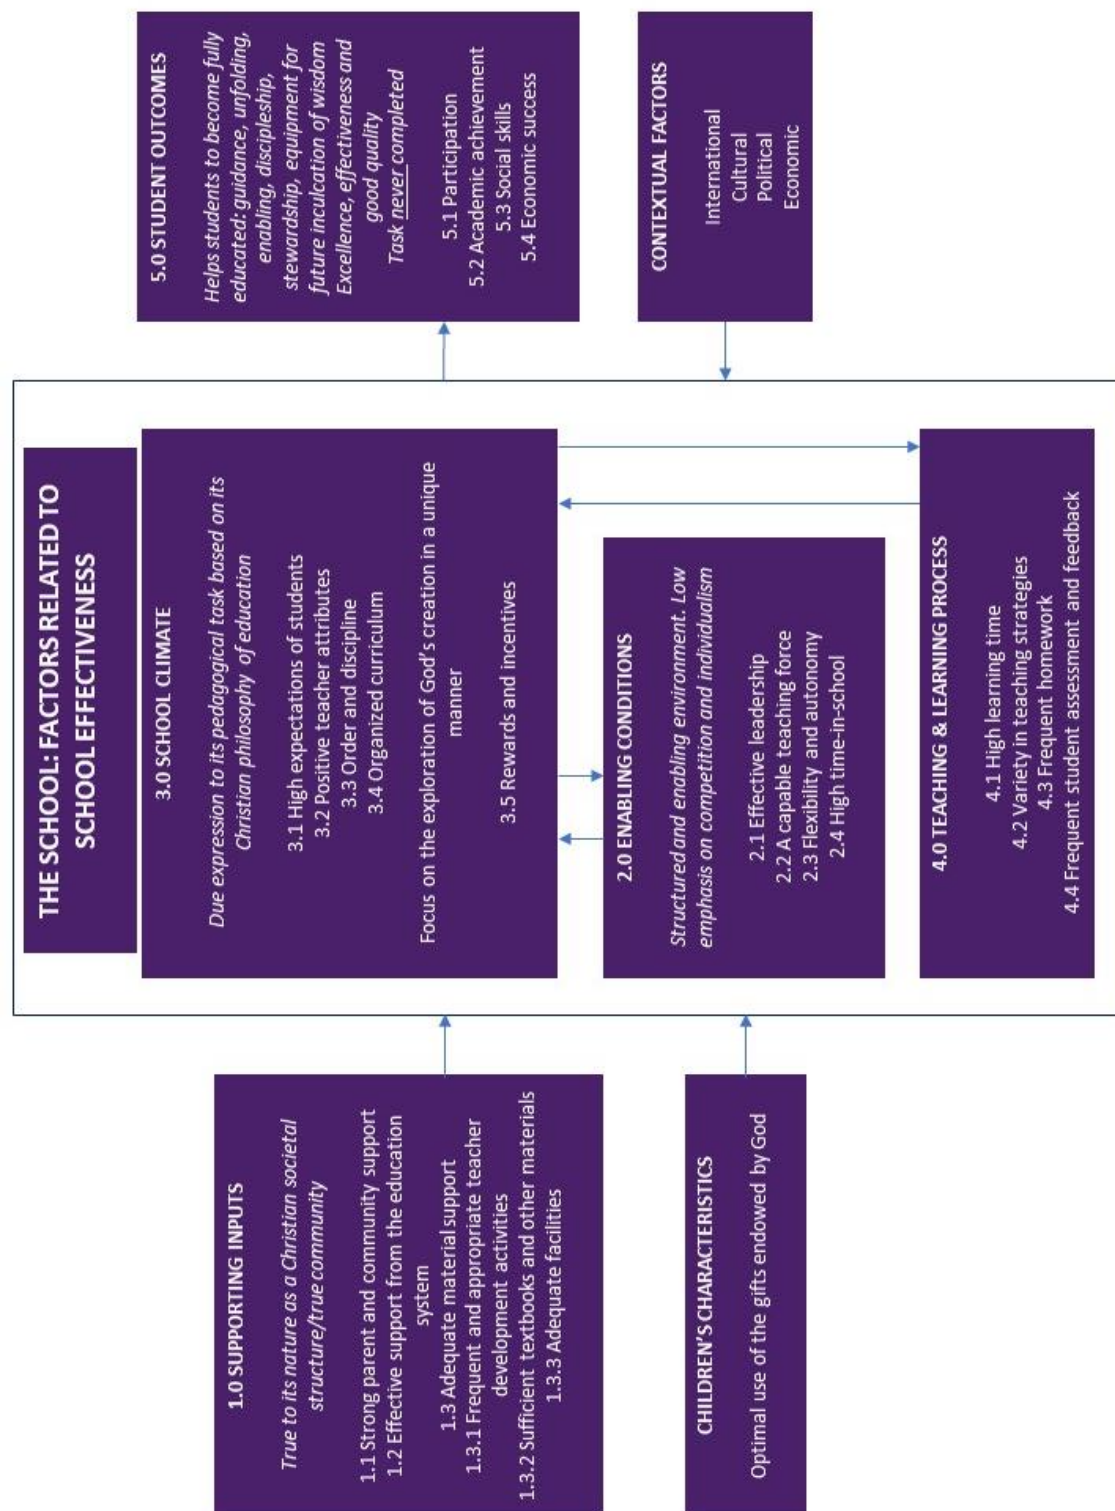 1.0 SUPPORTING INPUTS
True to its nature as a Christian societal
structure/true community
1.1 Strong parent and community support
1.2 Effective support from the education
system
1.3 Adequate material support
1.3.1 Frequent and appropriate teacher
development activities
1.3.2 Sufficient textbooks and other materials
1.3.3 Adequate facilities
CHILDREN'S CHARACTERISTICS
Optimal use of the gifts endowed by God
THE SCHOOL: FACTORS RELATED TO
SCHOOL EFFECTIVENESS
3.0 SCHOOL CLIMATE
Due expression to its pedagogical task based on its
Christian philosophy of education
3.1 High expectations of students
3.2 Positive teacher attributes
3.3 Order and discipline
3.4 Organized curriculum
Focus on the exploration of God's creation in a unique
manner
3.5 Rewards and incentives
2.0 ENABLING CONDITIONS
Structured and enabling environment. Low
emphasis on competition and individualism
2.1 Effective leadership
2.2 A capable teaching force
2.3 Flexibility and autonomy
2.4 High time-in-school
4.0 TEACHING & LEARNING PROCESS
4.1 High learning time
4.2 Variety in teaching strategies
4.3 Frequent homework
4.4 Frequent student assessment and feedback
5.0 STUDENT OUTCOMES
Helps students to become fully
educated: guidance, unfolding,
enabling, discipleship,
stewardship, equipment for
future inculcation of wisdom
Excellence, effectiveness and
good quality
Task never completed
5.1 Participation
5.2 Academic achievement
5.3 Social skills
5.4 Economic success
CONTEXTUAL FACTORS
International
Cultural
Political
Economic